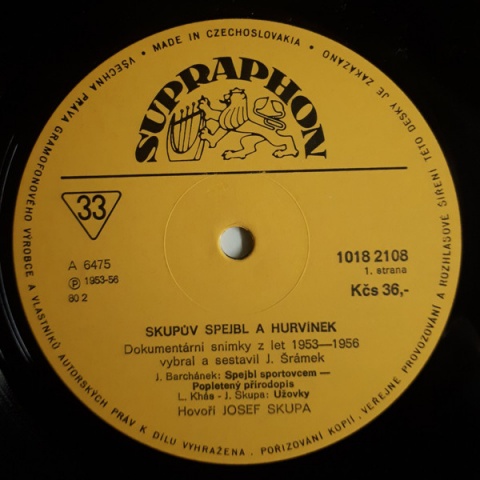 VŠECHNA PRÁVA GRAMOFONOVÉHO VÝROBCE A VLASTNÍKŮ AUTORSKÝCH PRÁV K DÍLU VYHRAŽENA. POŘIZOVÁNÍ KOPIÍ, VEŘEJNÉ PROVOZOVÁNÍ A ROZHLASOVÉ ŠÍŘENÍ TÉTO DESKY JE ZAKÁZÁNO
• MADE IN CZECHOSLOVAKIA •
SUPRAPHON
33
A 6475
Ⓟ 1953-56
80 2
1018 2108
1. strana
Kčs 36,-
SKUPŮV SPEJBL A HURVÍNEK
Dokumentární snímky z let 1953—1956
vybral a sestavil J. Šrámek
J. Barchánek: Spejbl sportovcem —
Popletený přírodopis
L. Khás - J. Skupa: Užovky
Hovoří JOSEF SKUPA